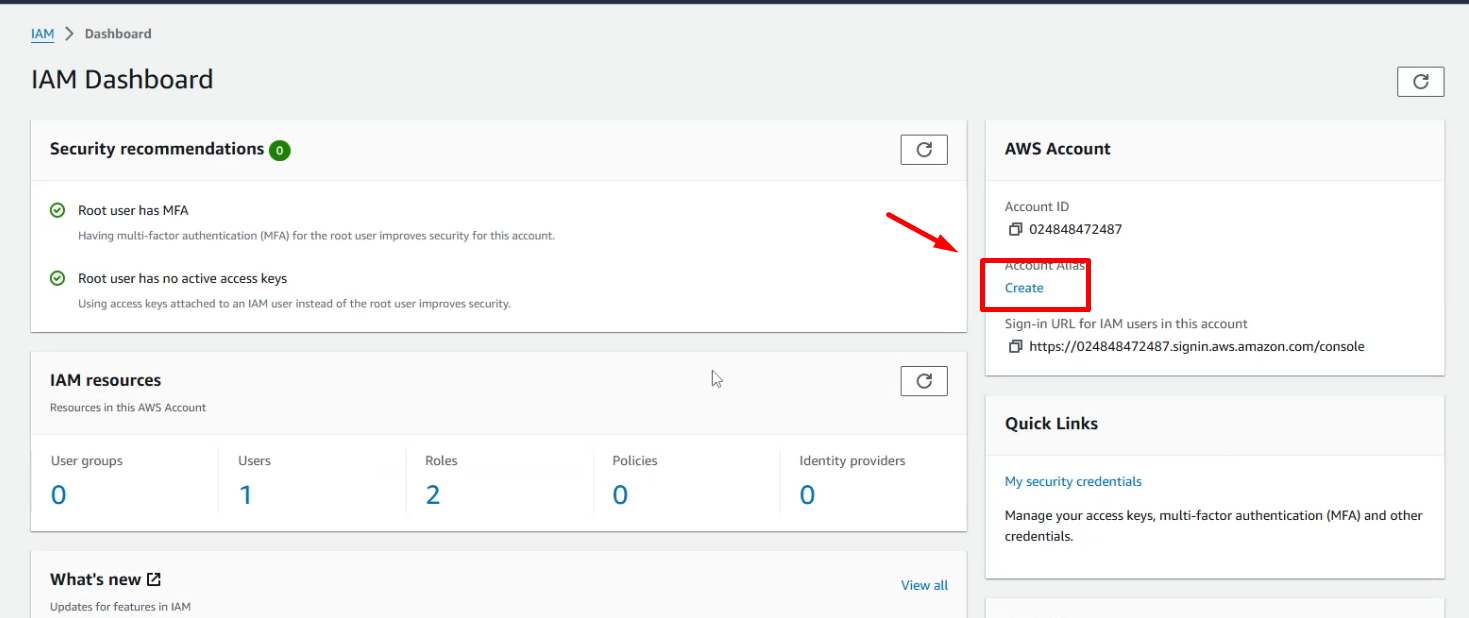 IAM > Dashboard
IAM Dashboard
Security recommendations 0
Root user has MFA
Having multi-factor authentication (MFA) for the root user improves security for this account.
Root user has no active access keys
Using access keys attached to an IAM user instead of the root user improves security.
AWS Account
Account ID
024848472487
Account Alias
Create
Sign-in URL for IAM users in this account
https://024848472487.signin.aws.amazon.com/console
IAM resources
Resources in this AWS Account
User groups
0
Users
1
Roles
2
Policies
0
Identity providers
0
Quick Links
My security credentials
Manage your access keys, multi-factor authentication (MFA) and other
credentials.
What's new
View all
Updates for features in IAM